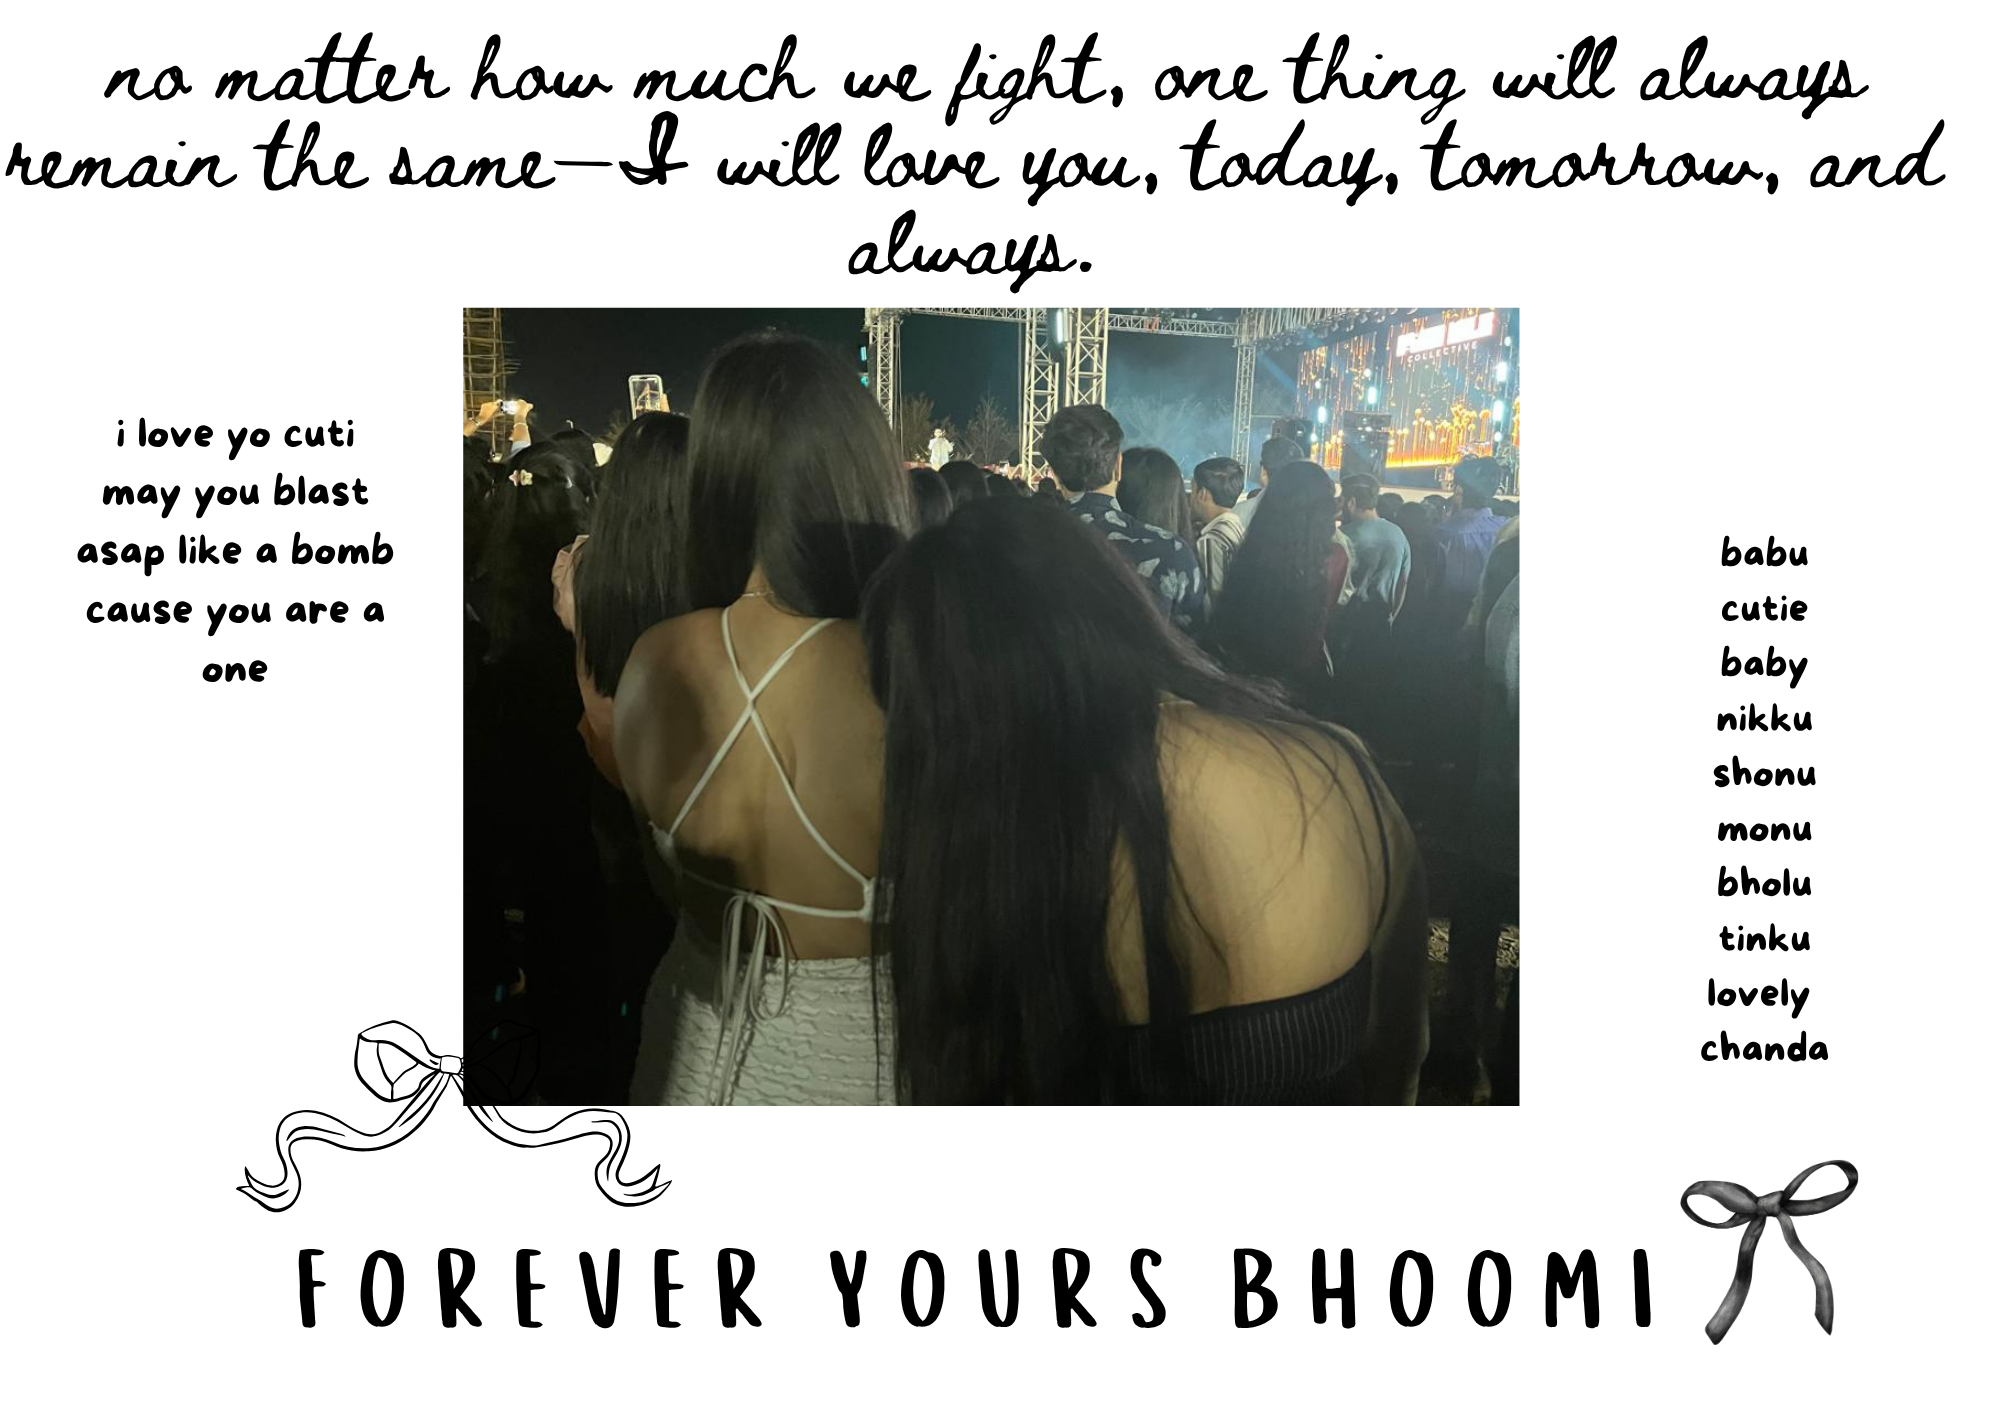 no matter how much we fight, one thing will always
remain the same—I will love you, today, tomorrow, and
always.
COLLECTIVE
i love yo cuti
may you blast
asap like a bomb
cause you are a
one
babu
cutie
baby
nikku
shonu
monu
bholu
tinku
lovely
chanda
FOREVER YOURS BHOOMI